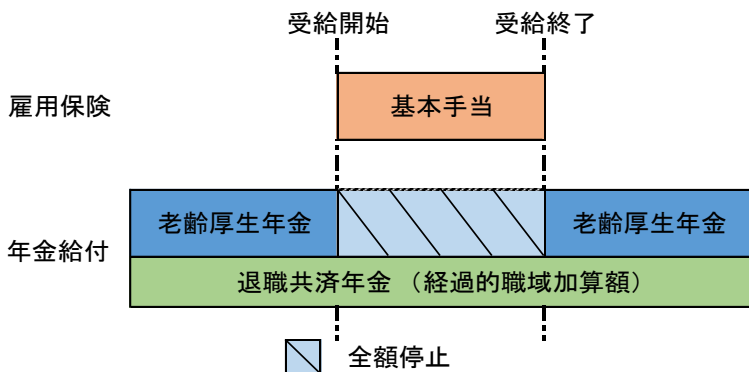 受給開始
受給終了
雇用保険
基本手当
年金給付
老齢厚生年金
老齢厚生年金
退職共済年金 （経過的職域加算額）
全額停止